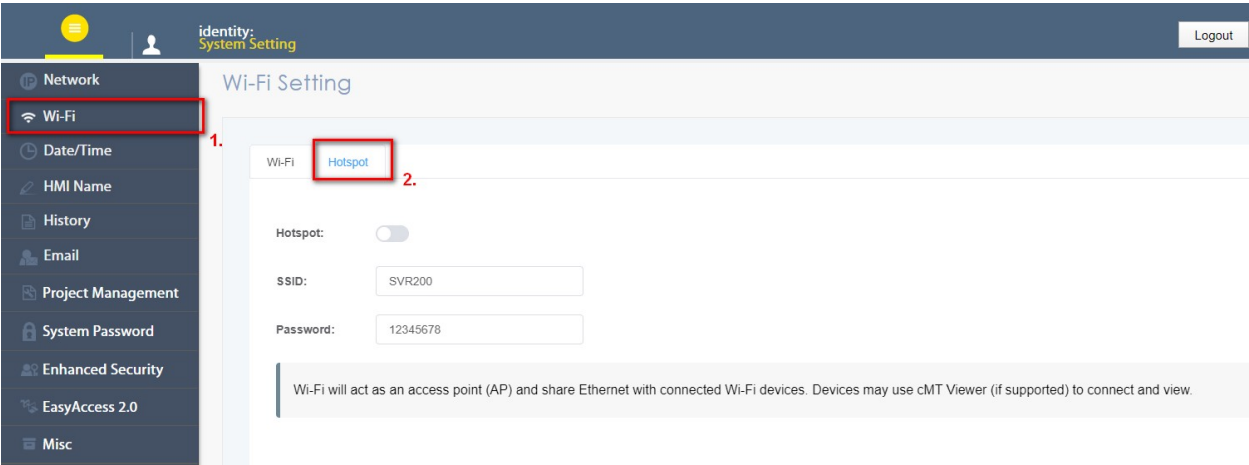 identity:
System Setting
Logout
Network
Wi-Fi
1.
Date/Time
HMI Name
History
Email
Project Management
System Password
Enhanced Security
EasyAccess 2.0
Misc
Wi-Fi Setting
Wi-Fi Hotspot
2.
Hotspot:
SSID: SVR200
Password: 12345678
Wi-Fi will act as an access point (AP) and share Ethernet with connected Wi-Fi devices. Devices may use cMT Viewer (if supported) to connect and view.